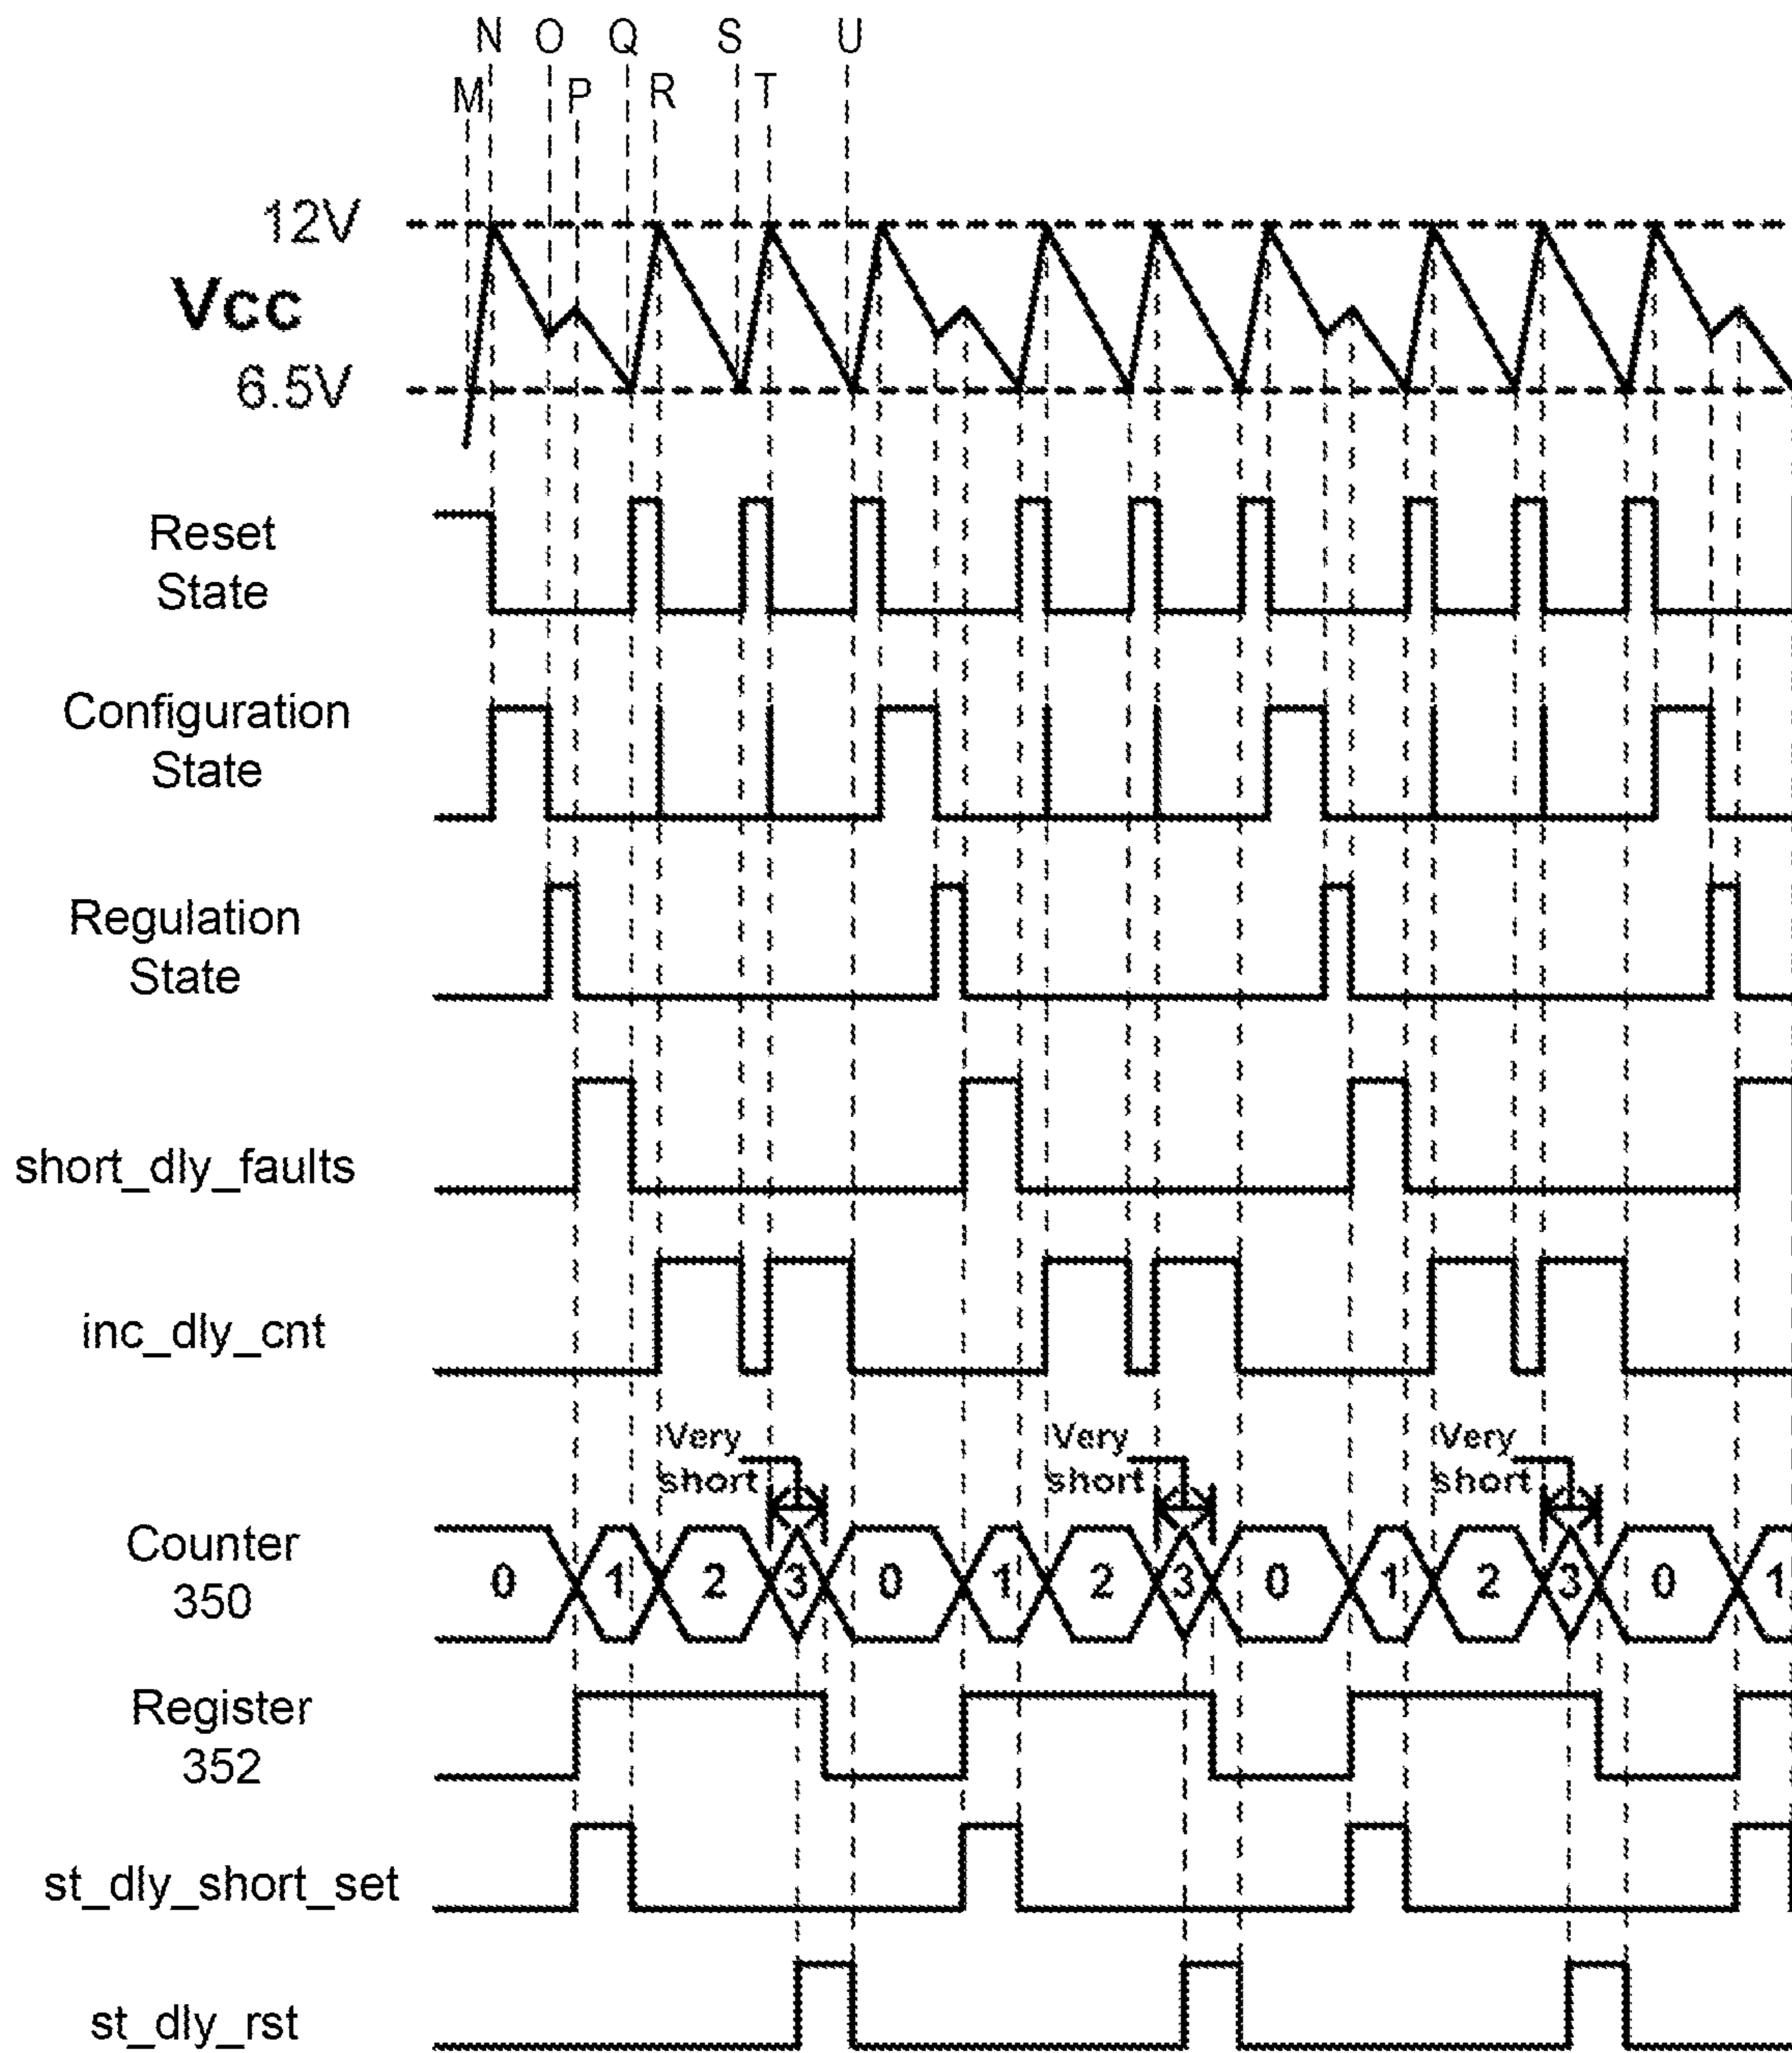 N O Q S U
M P R T
12V
Vcc
6.5V
Reset
State
Configuration
State
Regulation
State
short_dly_faults
inc_dly_cnt
Very
short
Very
short
Very
short
Counter
350
0 1 2 3 0 1 2 3 0 1 2 3 0 1
Register
352
st_dly_short_set
st_dly_rst